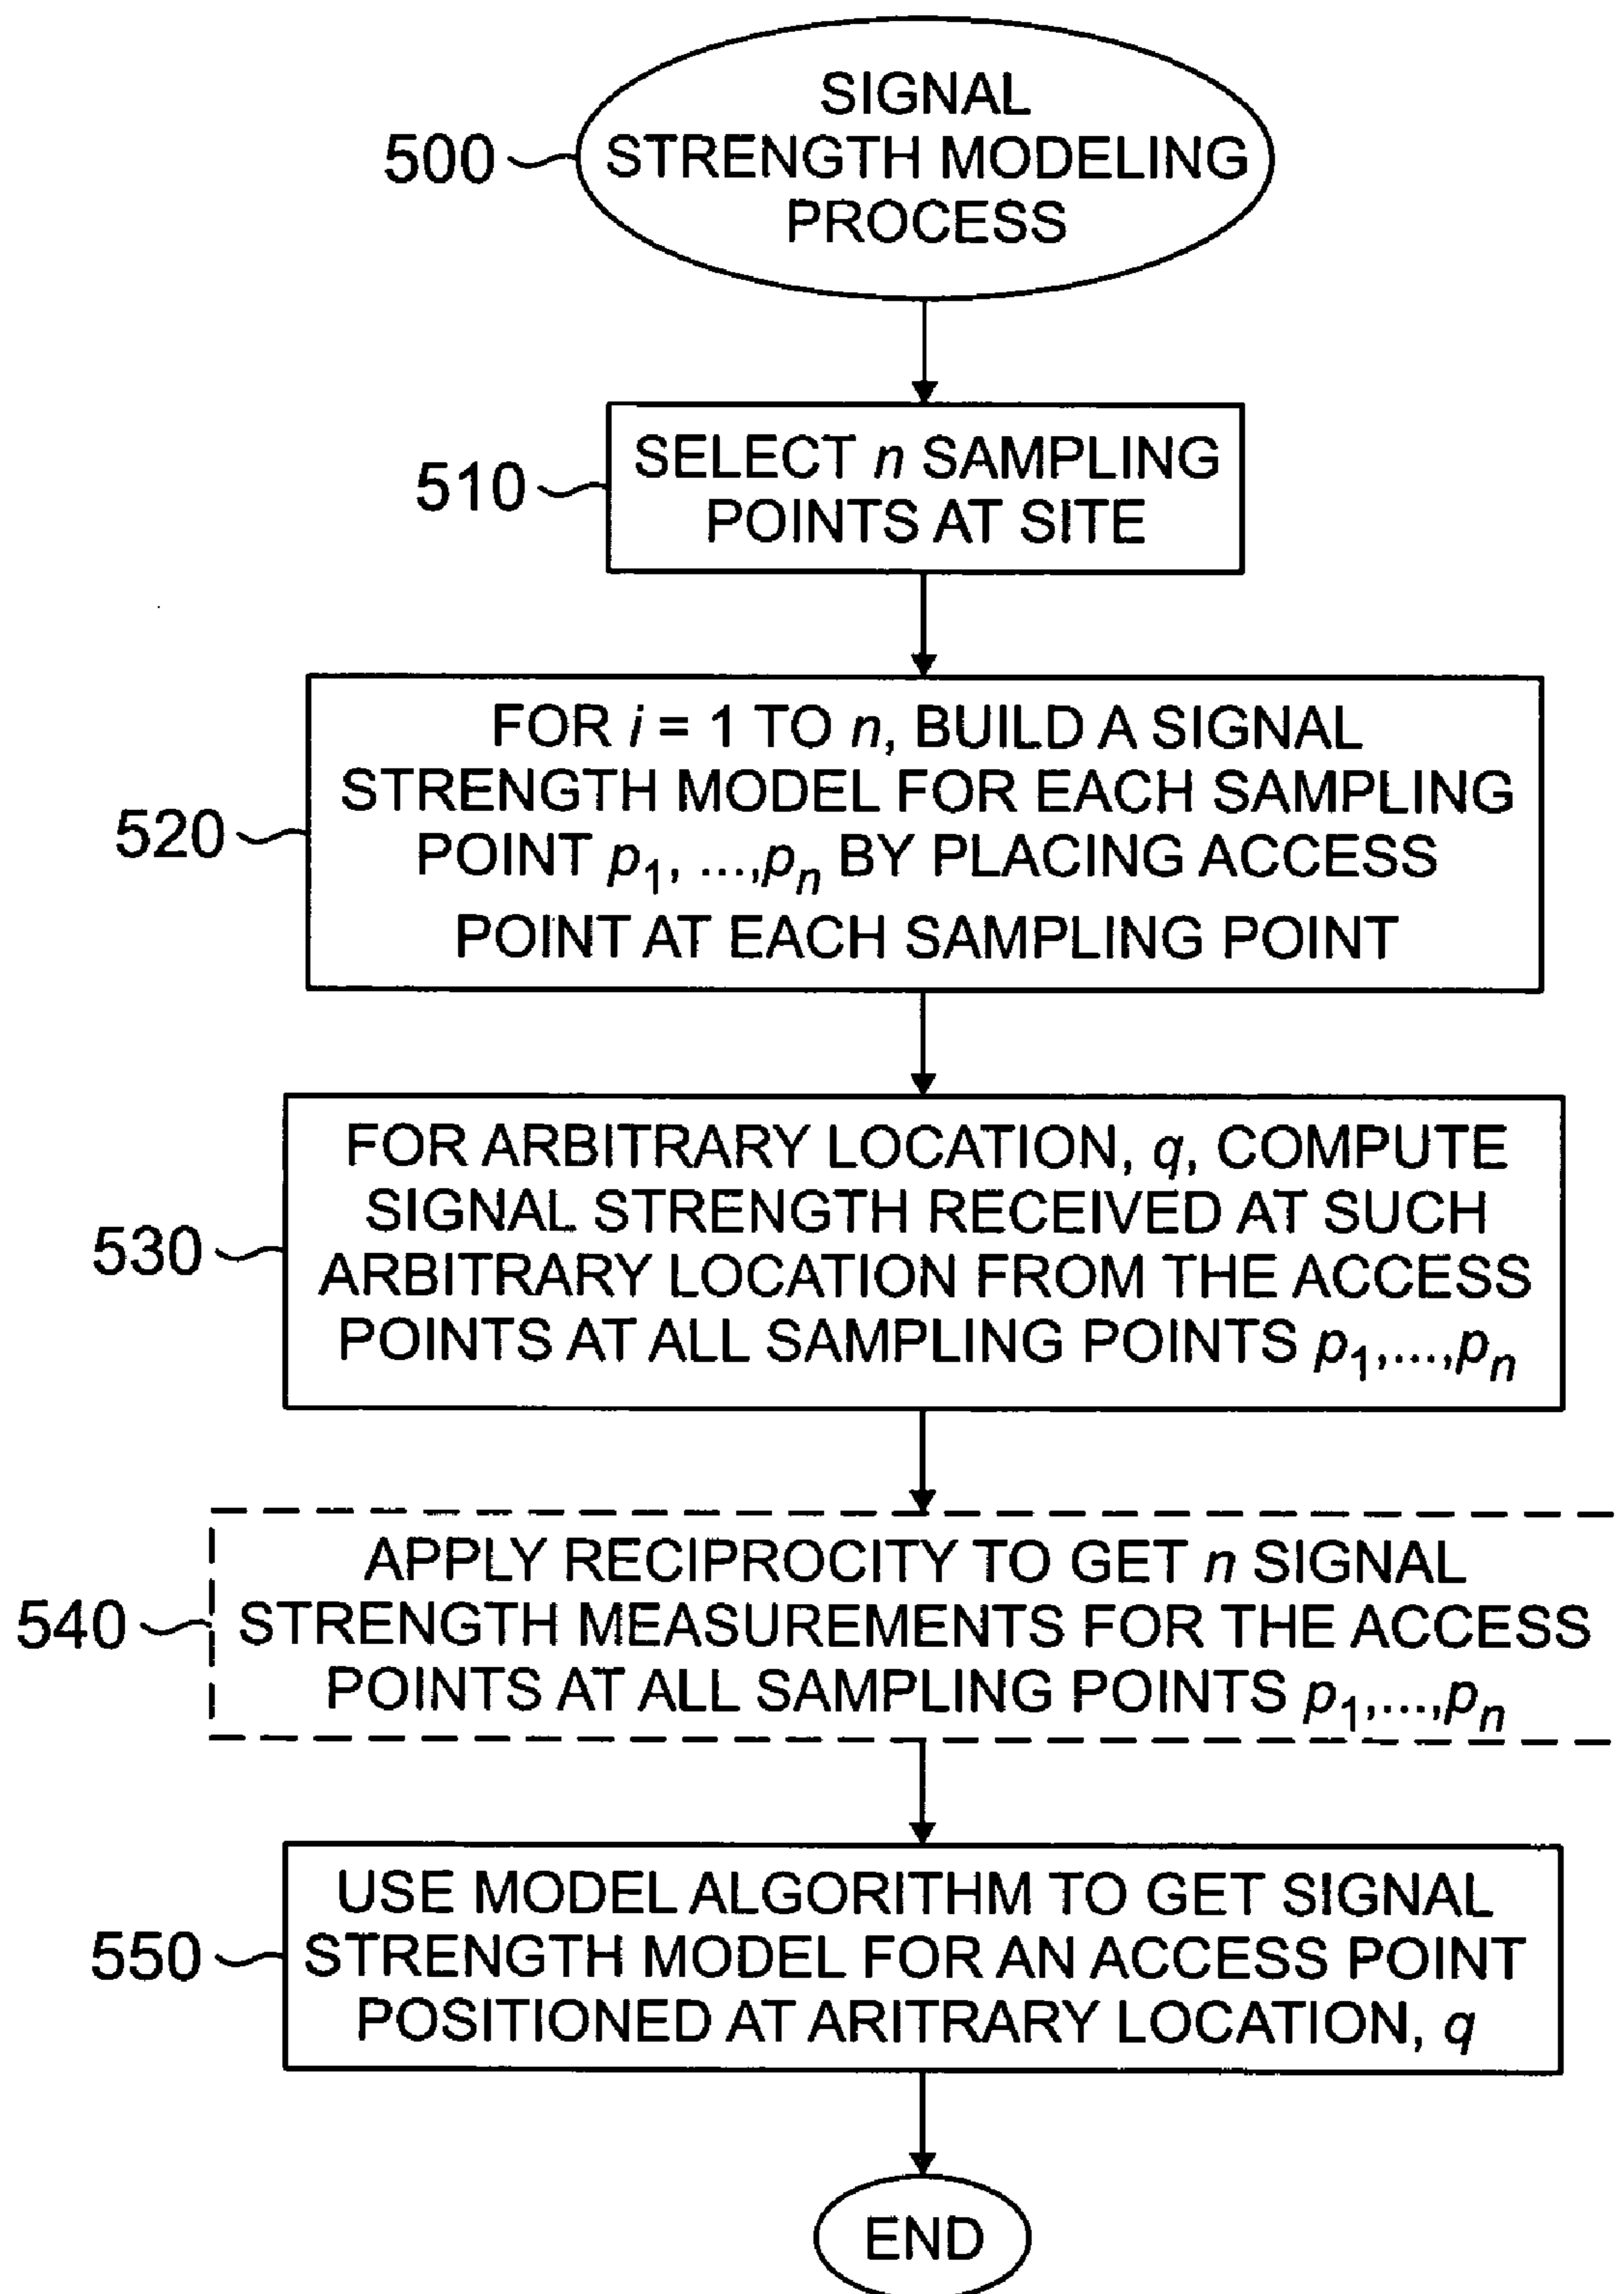 SIGNAL
STRENGTH MODELING
PROCESS
500
510
SELECT n SAMPLING
POINTS AT SITE
520
FOR i = 1 TO n, BUILD A SIGNAL
STRENGTH MODEL FOR EACH SAMPLING
POINT p1, ...,pn BY PLACING ACCESS
POINT AT EACH SAMPLING POINT
530
FOR ARBITRARY LOCATION, q, COMPUTE
SIGNAL STRENGTH RECEIVED AT SUCH
ARBITRARY LOCATION FROM THE ACCESS
POINTS AT ALL SAMPLING POINTS p1,...,pn
540
APPLY RECIPROCITY TO GET n SIGNAL
STRENGTH MEASUREMENTS FOR THE ACCESS
POINTS AT ALL SAMPLING POINTS p1,...,pn
550
USE MODEL ALGORITHM TO GET SIGNAL
STRENGTH MODEL FOR AN ACCESS POINT
POSITIONED AT ARITRARY LOCATION, q
END